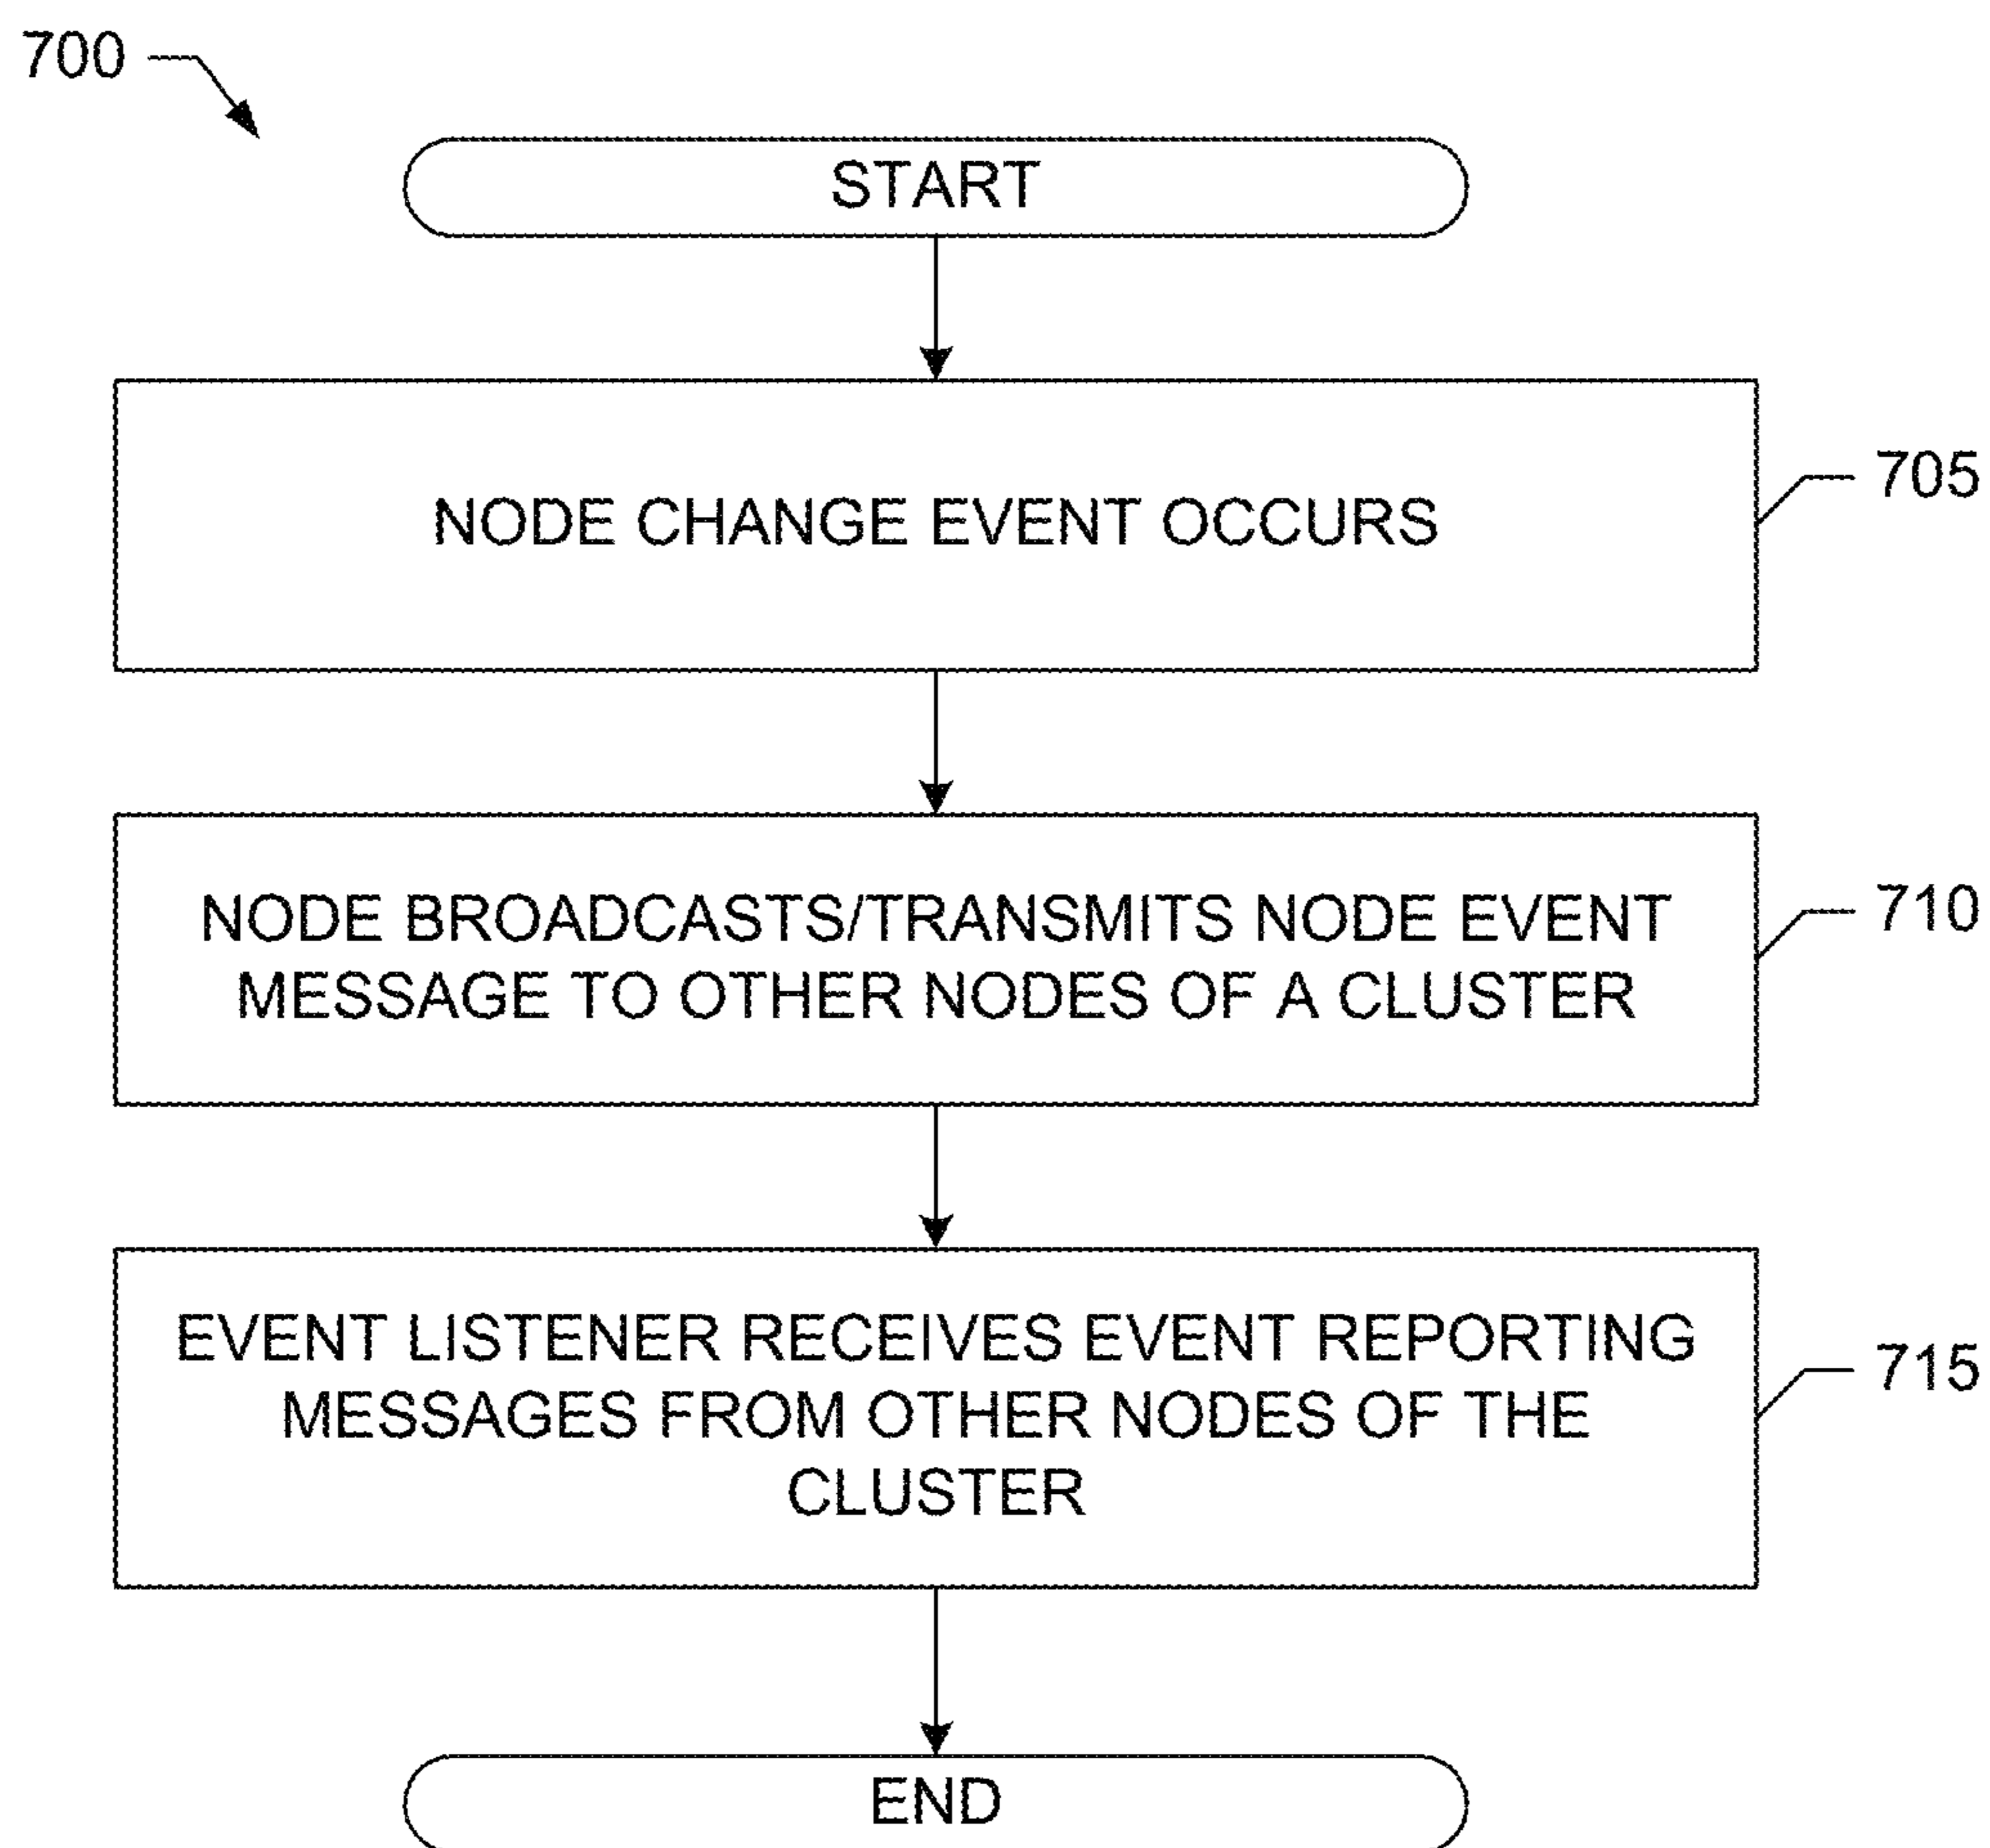 700
START
NODE CHANGE EVENT OCCURS
705
NODE BROADCASTS/TRANSMITS NODE EVENT
MESSAGE TO OTHER NODES OF A CLUSTER
710
EVENT LISTENER RECEIVES EVENT REPORTING
MESSAGES FROM OTHER NODES OF THE
CLUSTER
715
END